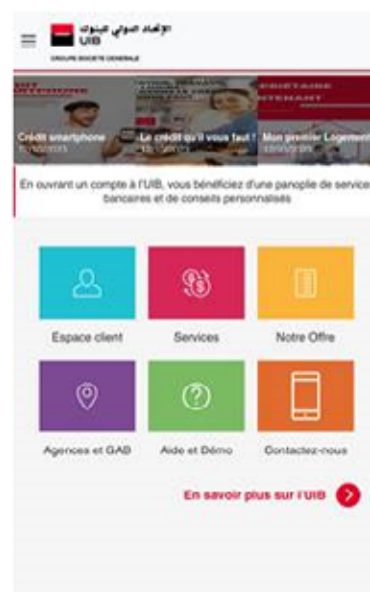 الإتحاد الدولي للبنوك
UIB
GROUPE SOCIETE GENERALE
Crédit smartphone
Le crédit qu'il vous faut !
Mon premier Logement
En ouvrant un compte à l'UIB, vous bénéficiez d'une panoplie de service
bancaires et de conseils personnalisés
Espace client
Services
Notre Offre
Agences et GAB
Aide et Démo
Contactez-nous
En savoir plus sur l'UIB